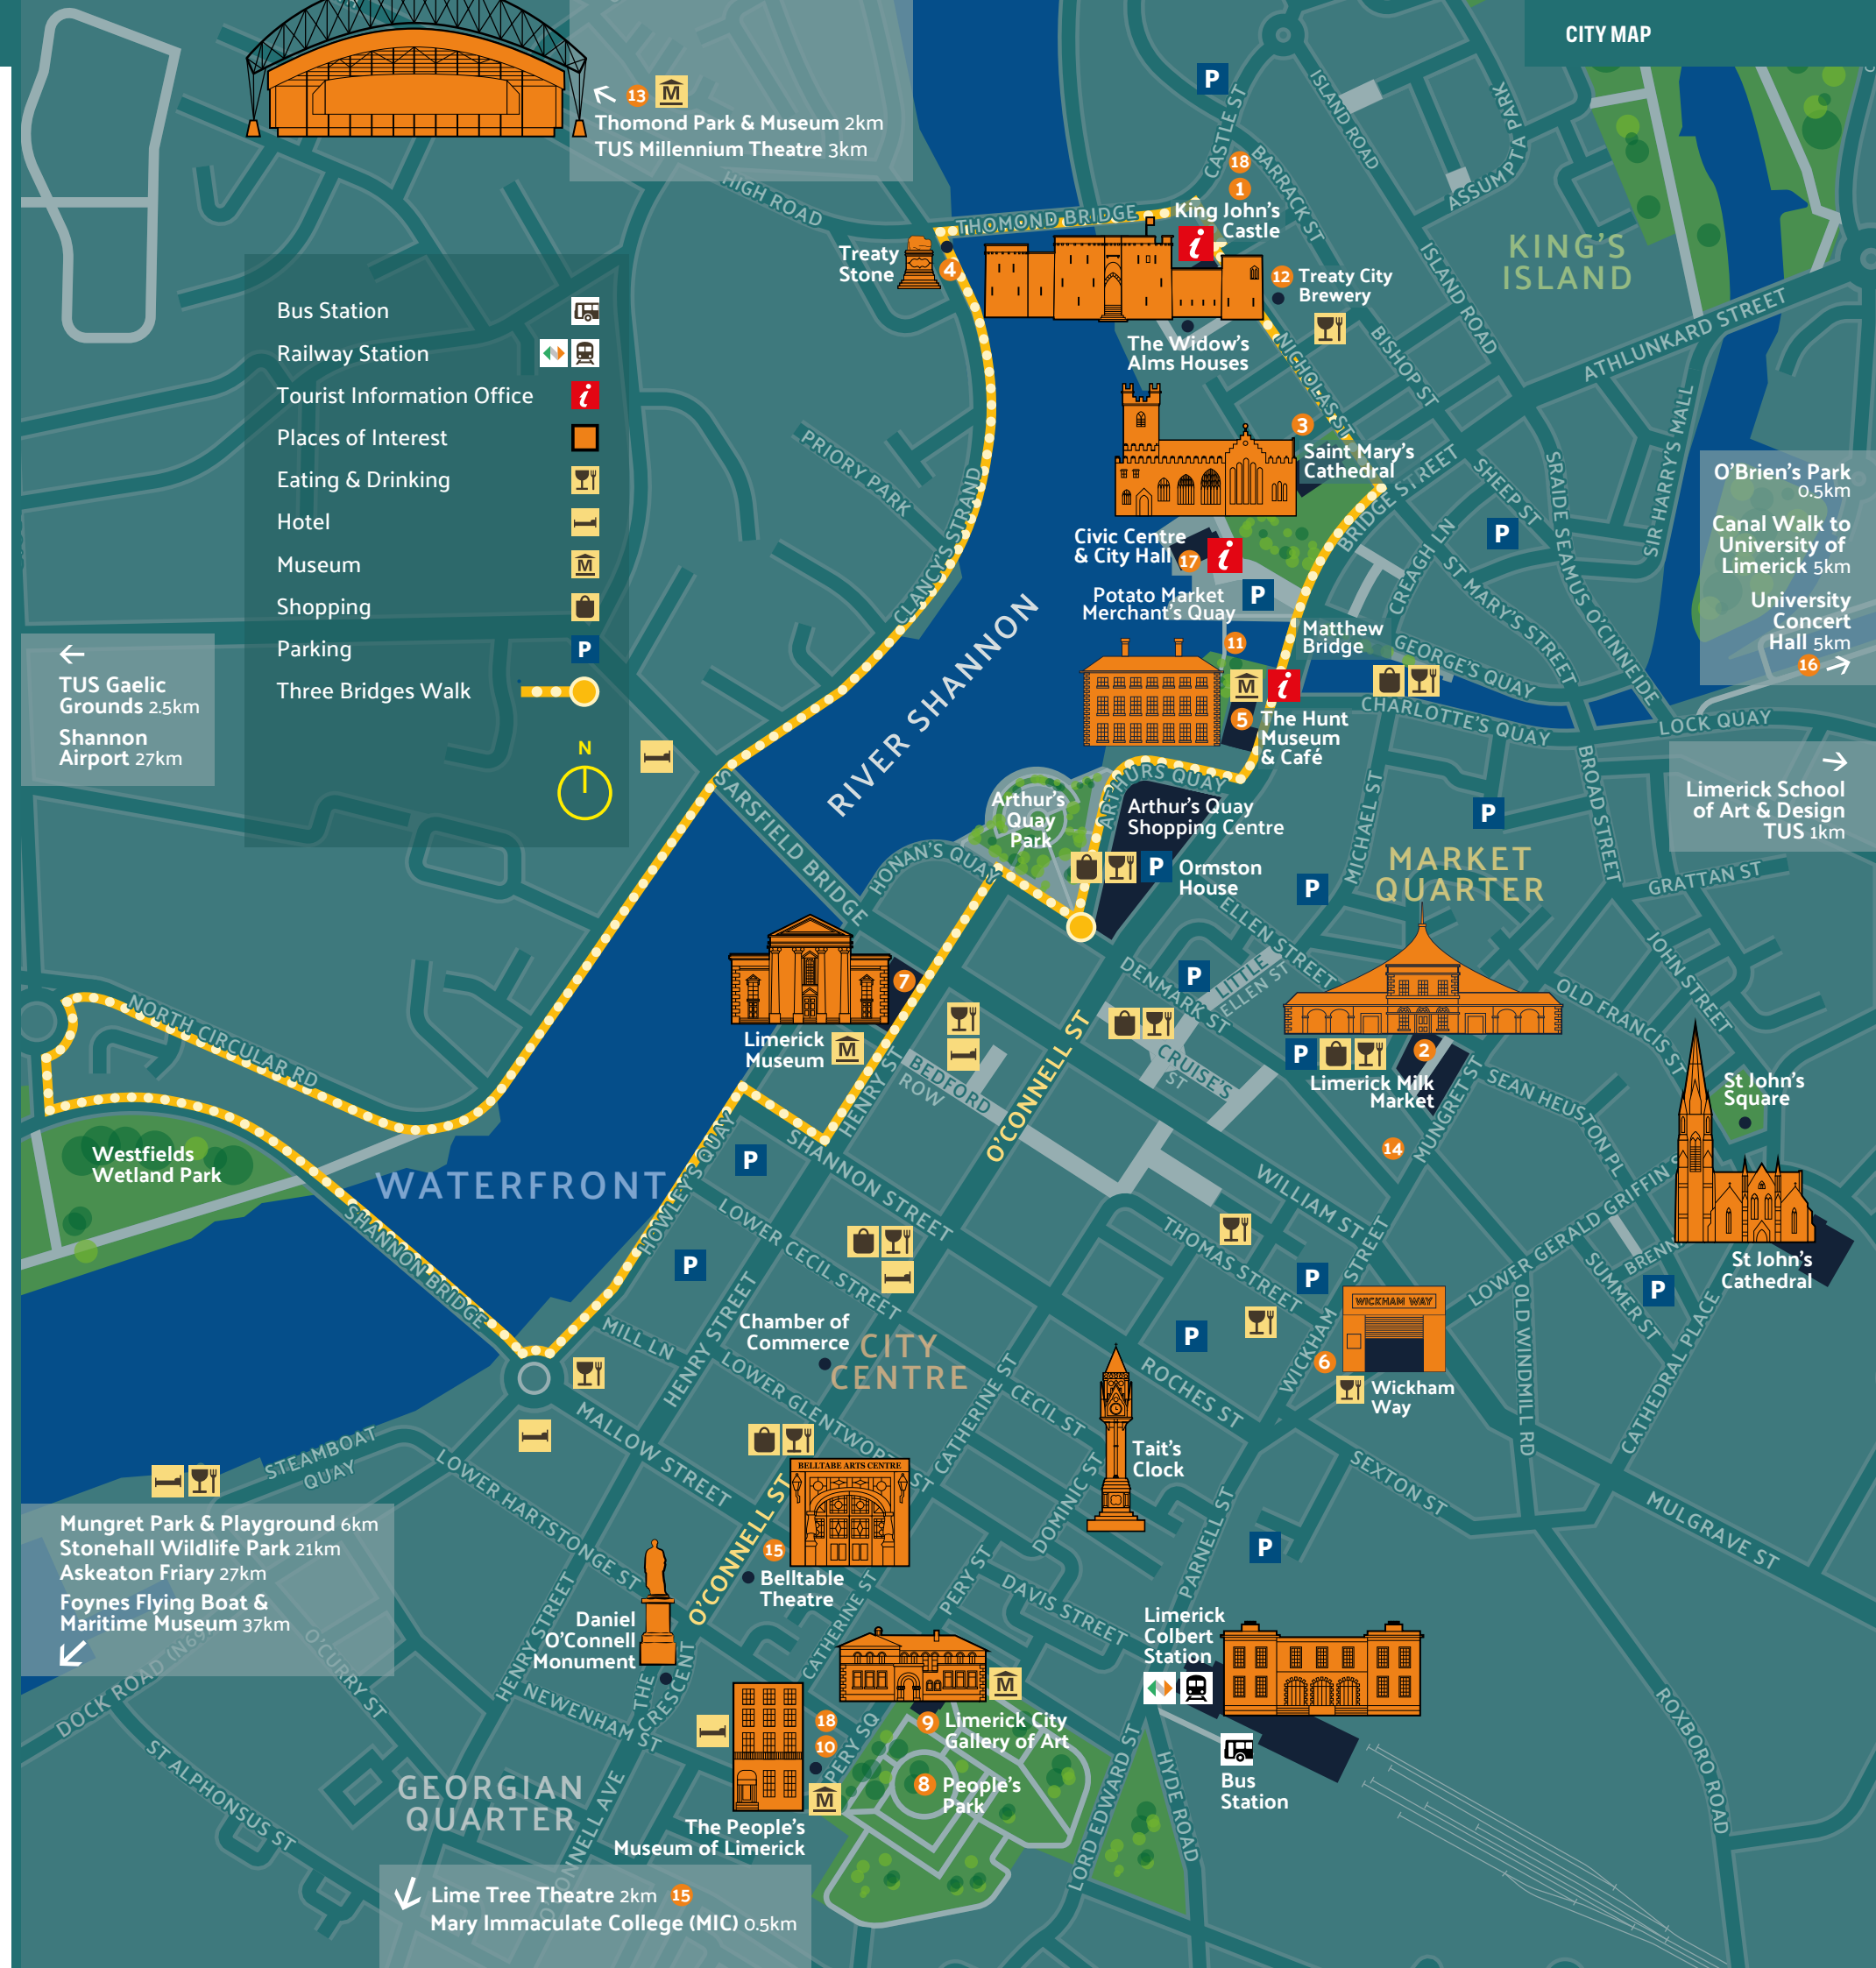 CITY MAP
13
Thomond Park & Museum 2km
TUS Millennium Theatre 3km
HIGH ROAD
THOMOND BRIDGE
CASTLE ST
BARRACK ST
ISLAND ROAD
ASSUMPTA PARK
18
1
King John's
Castle
KING'S
ISLAND
Treaty
Stone
4
12 Treaty City
Brewery
The Widow's
Alms Houses
NICHOLAS ST
BISHOP ST
ISLAND ROAD
ATHLUNKARD STREET
Bus Station
Railway Station
Tourist Information Office
Places of Interest
Eating & Drinking
Hotel
Museum
Shopping
Parking P
Three Bridges Walk
N
PRIORY PARK
CLANCY'S STRAND
RIVER SHANNON
3
Saint Mary's
Cathedral
BRIDGE STREET
SHEEP ST
SRAIDE SEAMUS O'CINNEIDE
SIR HARRY'S MALL
O'Brien's Park
0.5km
Canal Walk to
University of
Limerick 5km
University
Concert
Hall 5km
16
Civic Centre
& City Hall 17
Potato Market
Merchant's Quay
11
Matthew
Bridge
CREAGH LN
ST MARY'S STREET
GEORGE'S QUAY
CHARLOTTE'S QUAY
LOCK QUAY
5 The Hunt
Museum
& Café
TUS Gaelic
Grounds 2.5km
Shannon
Airport 27km
Limerick School
of Art & Design
TUS 1km
SARSFIELD BRIDGE
HONAN'S QUAY
ARTHURS QUAY
Arthur's
Quay
Park
Arthur's Quay
Shopping Centre
Ormston
House
MICHAEL ST
BROAD STREET
MARKET
QUARTER
GRATTAN ST
ELLEN STREET
LITTLE
ELLEN ST
DENMARK ST
JOHN STREET
OLD FRANCIS ST
7
Limerick
Museum
NORTH CIRCULAR RD
HENRY ST
BEDFORD
ROW
O'CONNELL ST
CRUISE'S
ST
2
Limerick Milk
Market
MUNGRET ST
SEAN HEUSTON PL
14
St John's
Square
St John's
Cathedral
Westfields
Wetland Park
WATERFRONT
SHANNON BRIDGE
HOWLEY'S QUAY
SHANNON STREET
LOWER CECIL STREET
WILLIAM ST
THOMAS STREET
WICKHAM STREET
LOWER GERALD GRIFFIN S
SUMMER ST
BRENN
OLD WINDMILL RD
CATHEDRAL PLACE
WICKHAM WAY
6
Wickham
Way
MILL LN
HENRY STREET
Chamber of
Commerce
CITY
CENTRE
LOWER GLENTWORTH ST
CATHERINE ST
CECIL ST
ROCHES ST
Tait's
Clock
SEXTON ST
MULGRAVE ST
MALLOW STREET
STEAMBOAT
QUAY
LOWER HARTSTONGE ST
BELLTABE ARTS CENTRE
O'CONNELL ST
15
Belltable
Theatre
DOMINIC ST
PARNELL ST
PERY ST
DAVIS STREET
CATHERINE ST
Mungret Park & Playground 6km
Stonehall Wildlife Park 21km
Askeaton Friary 27km
Foynes Flying Boat &
Maritime Museum 37km
DOCK ROAD (N69
O'CURRY ST
HENRY STREET
Daniel
O'Connell
Monument
THE
CRESCENT
NEWENHAM ST
Limerick
Colbert
Station
Bus
Station
18
10
PERY SQ
9 Limerick City
Gallery of Art
8 People's
Park
The People's
Museum of Limerick
ST ALPHONSUS ST
GEORGIAN
QUARTER
O'CONNELL AVE
LORD EDWARD ST
HYDE ROAD
ROXBORO ROAD
Lime Tree Theatre 2km 15
Mary Immaculate College (MIC) 0.5km